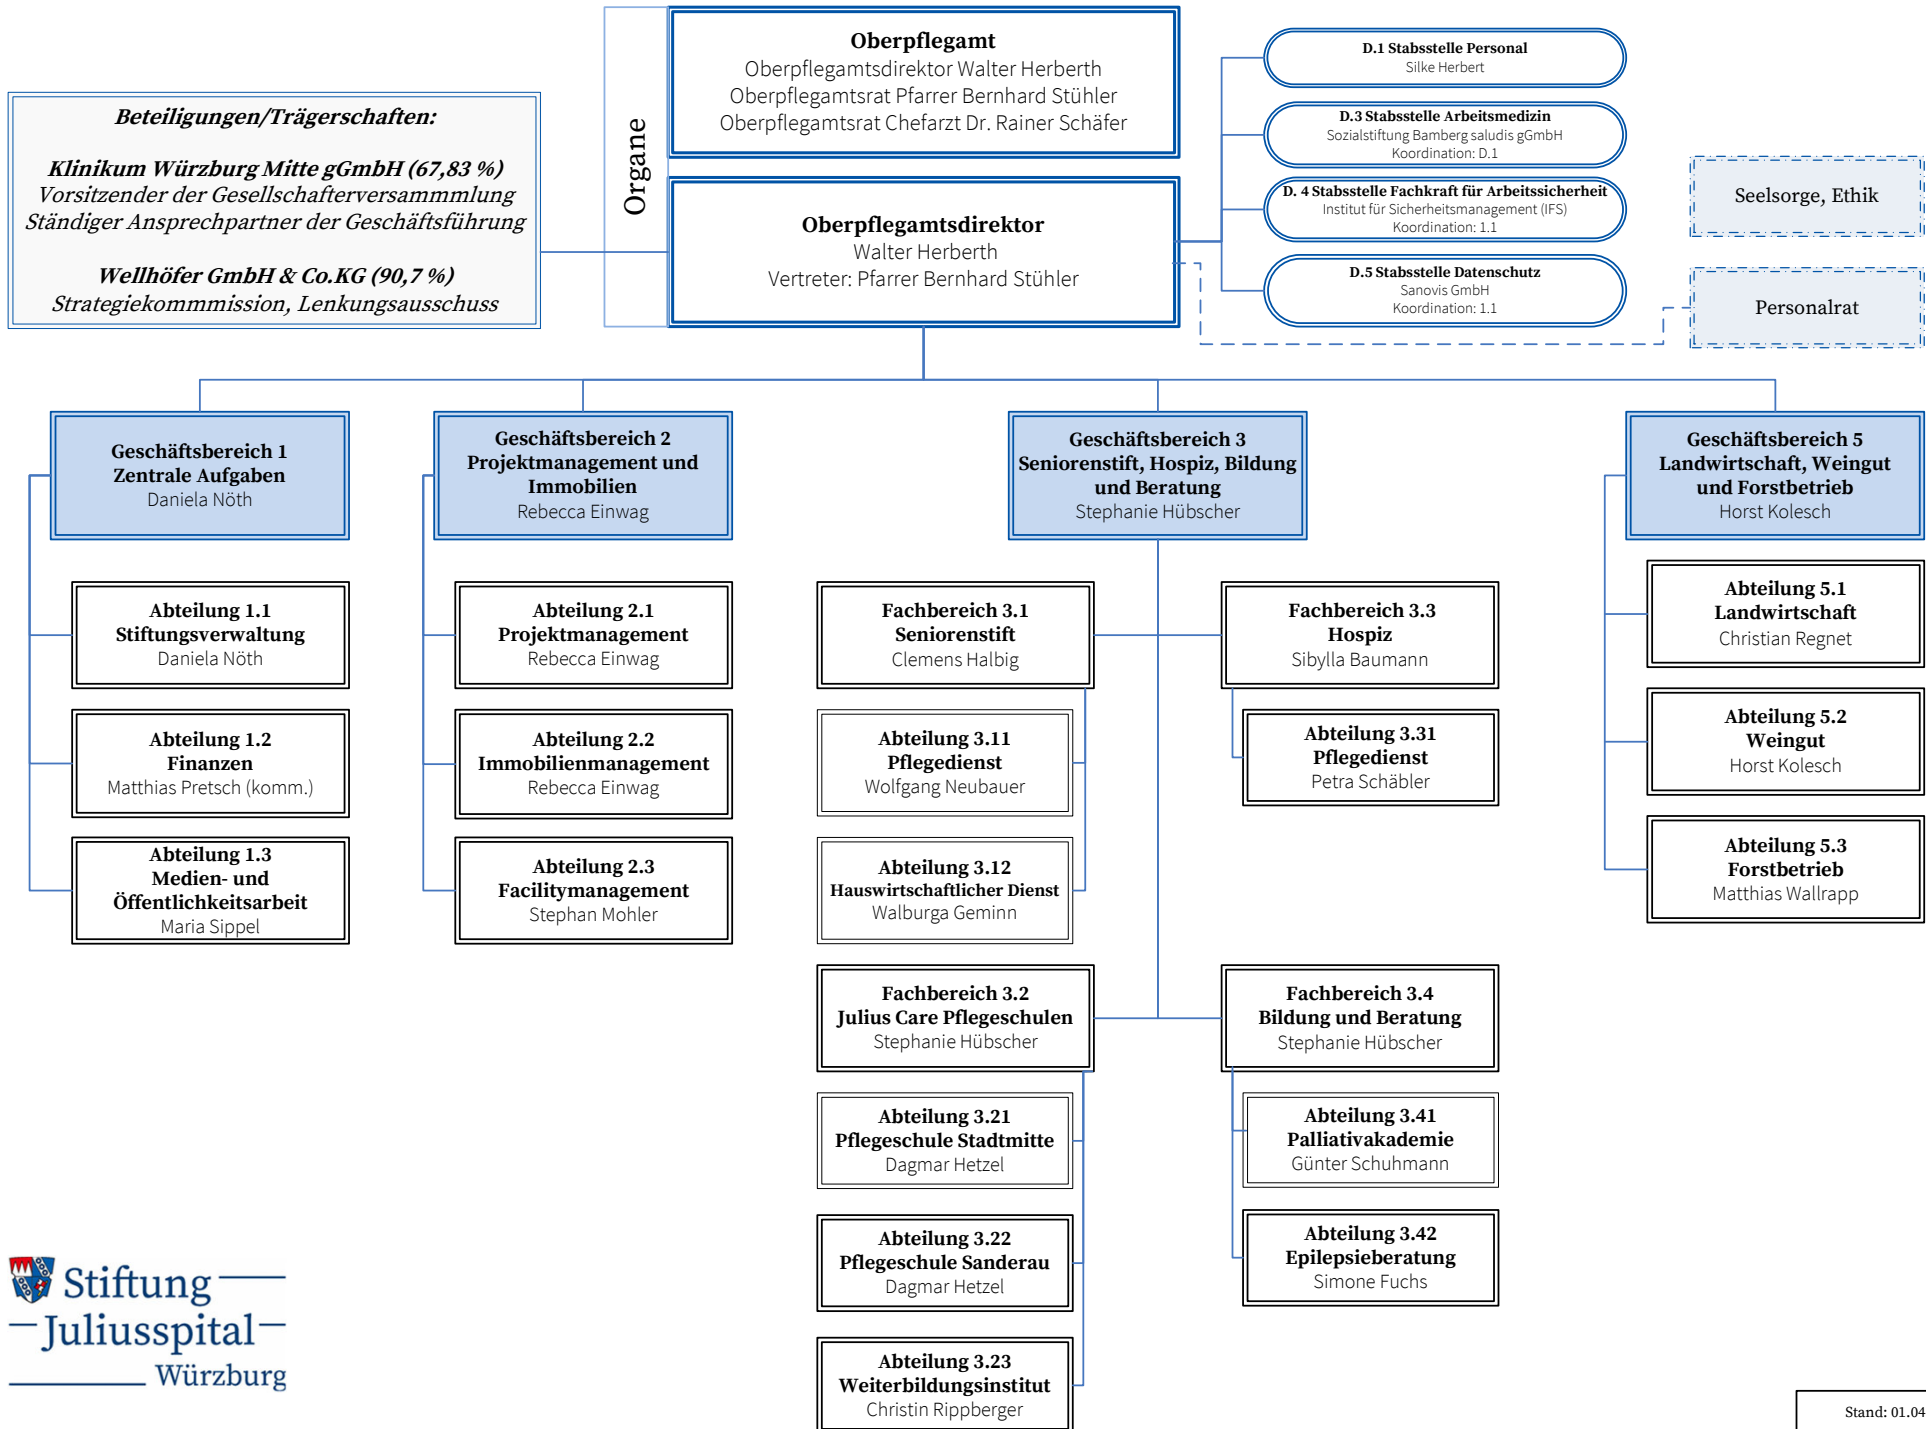 Organe
Oberpflegamt
Oberpflegamtsdirektor Walter Herberth
Oberpflegamtsrat Pfarrer Bernhard Stühler
Oberpflegamtsrat Chefarzt Dr. Rainer Schäfer
Oberpflegamtsdirektor
Walter Herberth
Vertreter: Pfarrer Bernhard Stühler
Beteiligungen/Trägerschaften:
Klinikum Würzburg Mitte gGmbH (67,83 %)
Vorsitzender der Gesellschafterversammmlung
Ständiger Ansprechpartner der Geschäftsführung
Wellhöfer GmbH & Co.KG (90,7 %)
Strategiekommmission, Lenkungsausschuss
D.1 Stabsstelle Personal
Silke Herbert
D.3 Stabsstelle Arbeitsmedizin
Sozialstiftung Bamberg saludis gGmbH
Koordination: D.1
D. 4 Stabsstelle Fachkraft für Arbeitssicherheit
Institut für Sicherheitsmanagement (IFS)
Koordination: 1.1
D.5 Stabsstelle Datenschutz
Sanovis GmbH
Koordination: 1.1
Seelsorge, Ethik
Personalrat
Geschäftsbereich 1
Zentrale Aufgaben
Daniela Nöth
Abteilung 1.1
Stiftungsverwaltung
Daniela Nöth
Abteilung 1.2
Finanzen
Matthias Pretsch (komm.)
Abteilung 1.3
Medien- und
Öffentlichkeitsarbeit
Maria Sippel
Geschäftsbereich 2
Projektmanagement und
Immobilien
Rebecca Einwag
Abteilung 2.1
Projektmanagement
Rebecca Einwag
Abteilung 2.2
Immobilienmanagement
Rebecca Einwag
Abteilung 2.3
Facilitymanagement
Stephan Mohler
Geschäftsbereich 3
Seniorenstift, Hospiz, Bildung
und Beratung
Stephanie Hübscher
Fachbereich 3.1
Seniorenstift
Clemens Halbig
Abteilung 3.11
Pflegedienst
Wolfgang Neubauer
Abteilung 3.12
Hauswirtschaftlicher Dienst
Walburga Geminn
Fachbereich 3.3
Hospiz
Sibylla Baumann
Abteilung 3.31
Pflegedienst
Petra Schäbler
Fachbereich 3.2
Julius Care Pflegeschulen
Stephanie Hübscher
Abteilung 3.21
Pflegeschule Stadtmitte
Dagmar Hetzel
Abteilung 3.22
Pflegeschule Sanderau
Dagmar Hetzel
Abteilung 3.23
Weiterbildungsinstitut
Christin Rippberger
Fachbereich 3.4
Bildung und Beratung
Stephanie Hübscher
Abteilung 3.41
Palliativakademie
Günter Schuhmann
Abteilung 3.42
Epilepsieberatung
Simone Fuchs
Geschäftsbereich 5
Landwirtschaft, Weingut
und Forstbetrieb
Horst Kolesch
Abteilung 5.1
Landwirtschaft
Christian Regnet
Abteilung 5.2
Weingut
Horst Kolesch
Abteilung 5.3
Forstbetrieb
Matthias Wallrapp
Stiftung
Juliusspital
Würzburg
Stand: 01.04